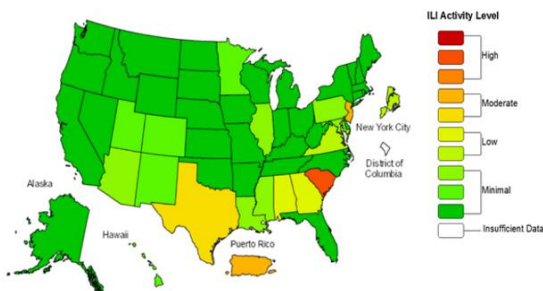 ILI Activity Level
High
Moderate
New York City
Low
District of
Columbia
Alaska
Minimal
Hawaii
Puerto Rico
Insufficient Data